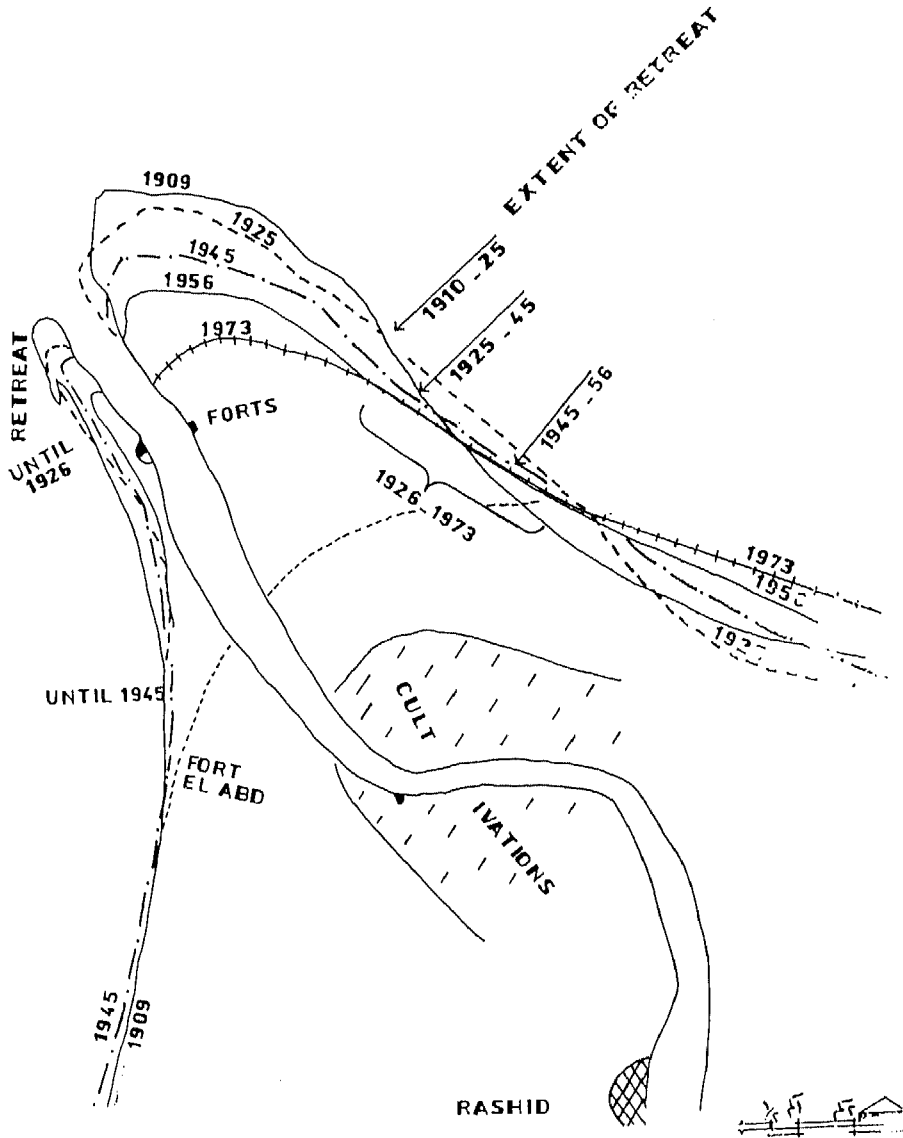 EXTENT OF RETREAT
1909
1925
1945
1956
1973
1910 - 25
1925 - 45
1945 - 56
RETREAT
UNTIL
1926
FORTS
1926 - 1973
1973
UNTIL 1945
CULT
IVATIONS
FORT
EL ABD
1945
1909
RASHID